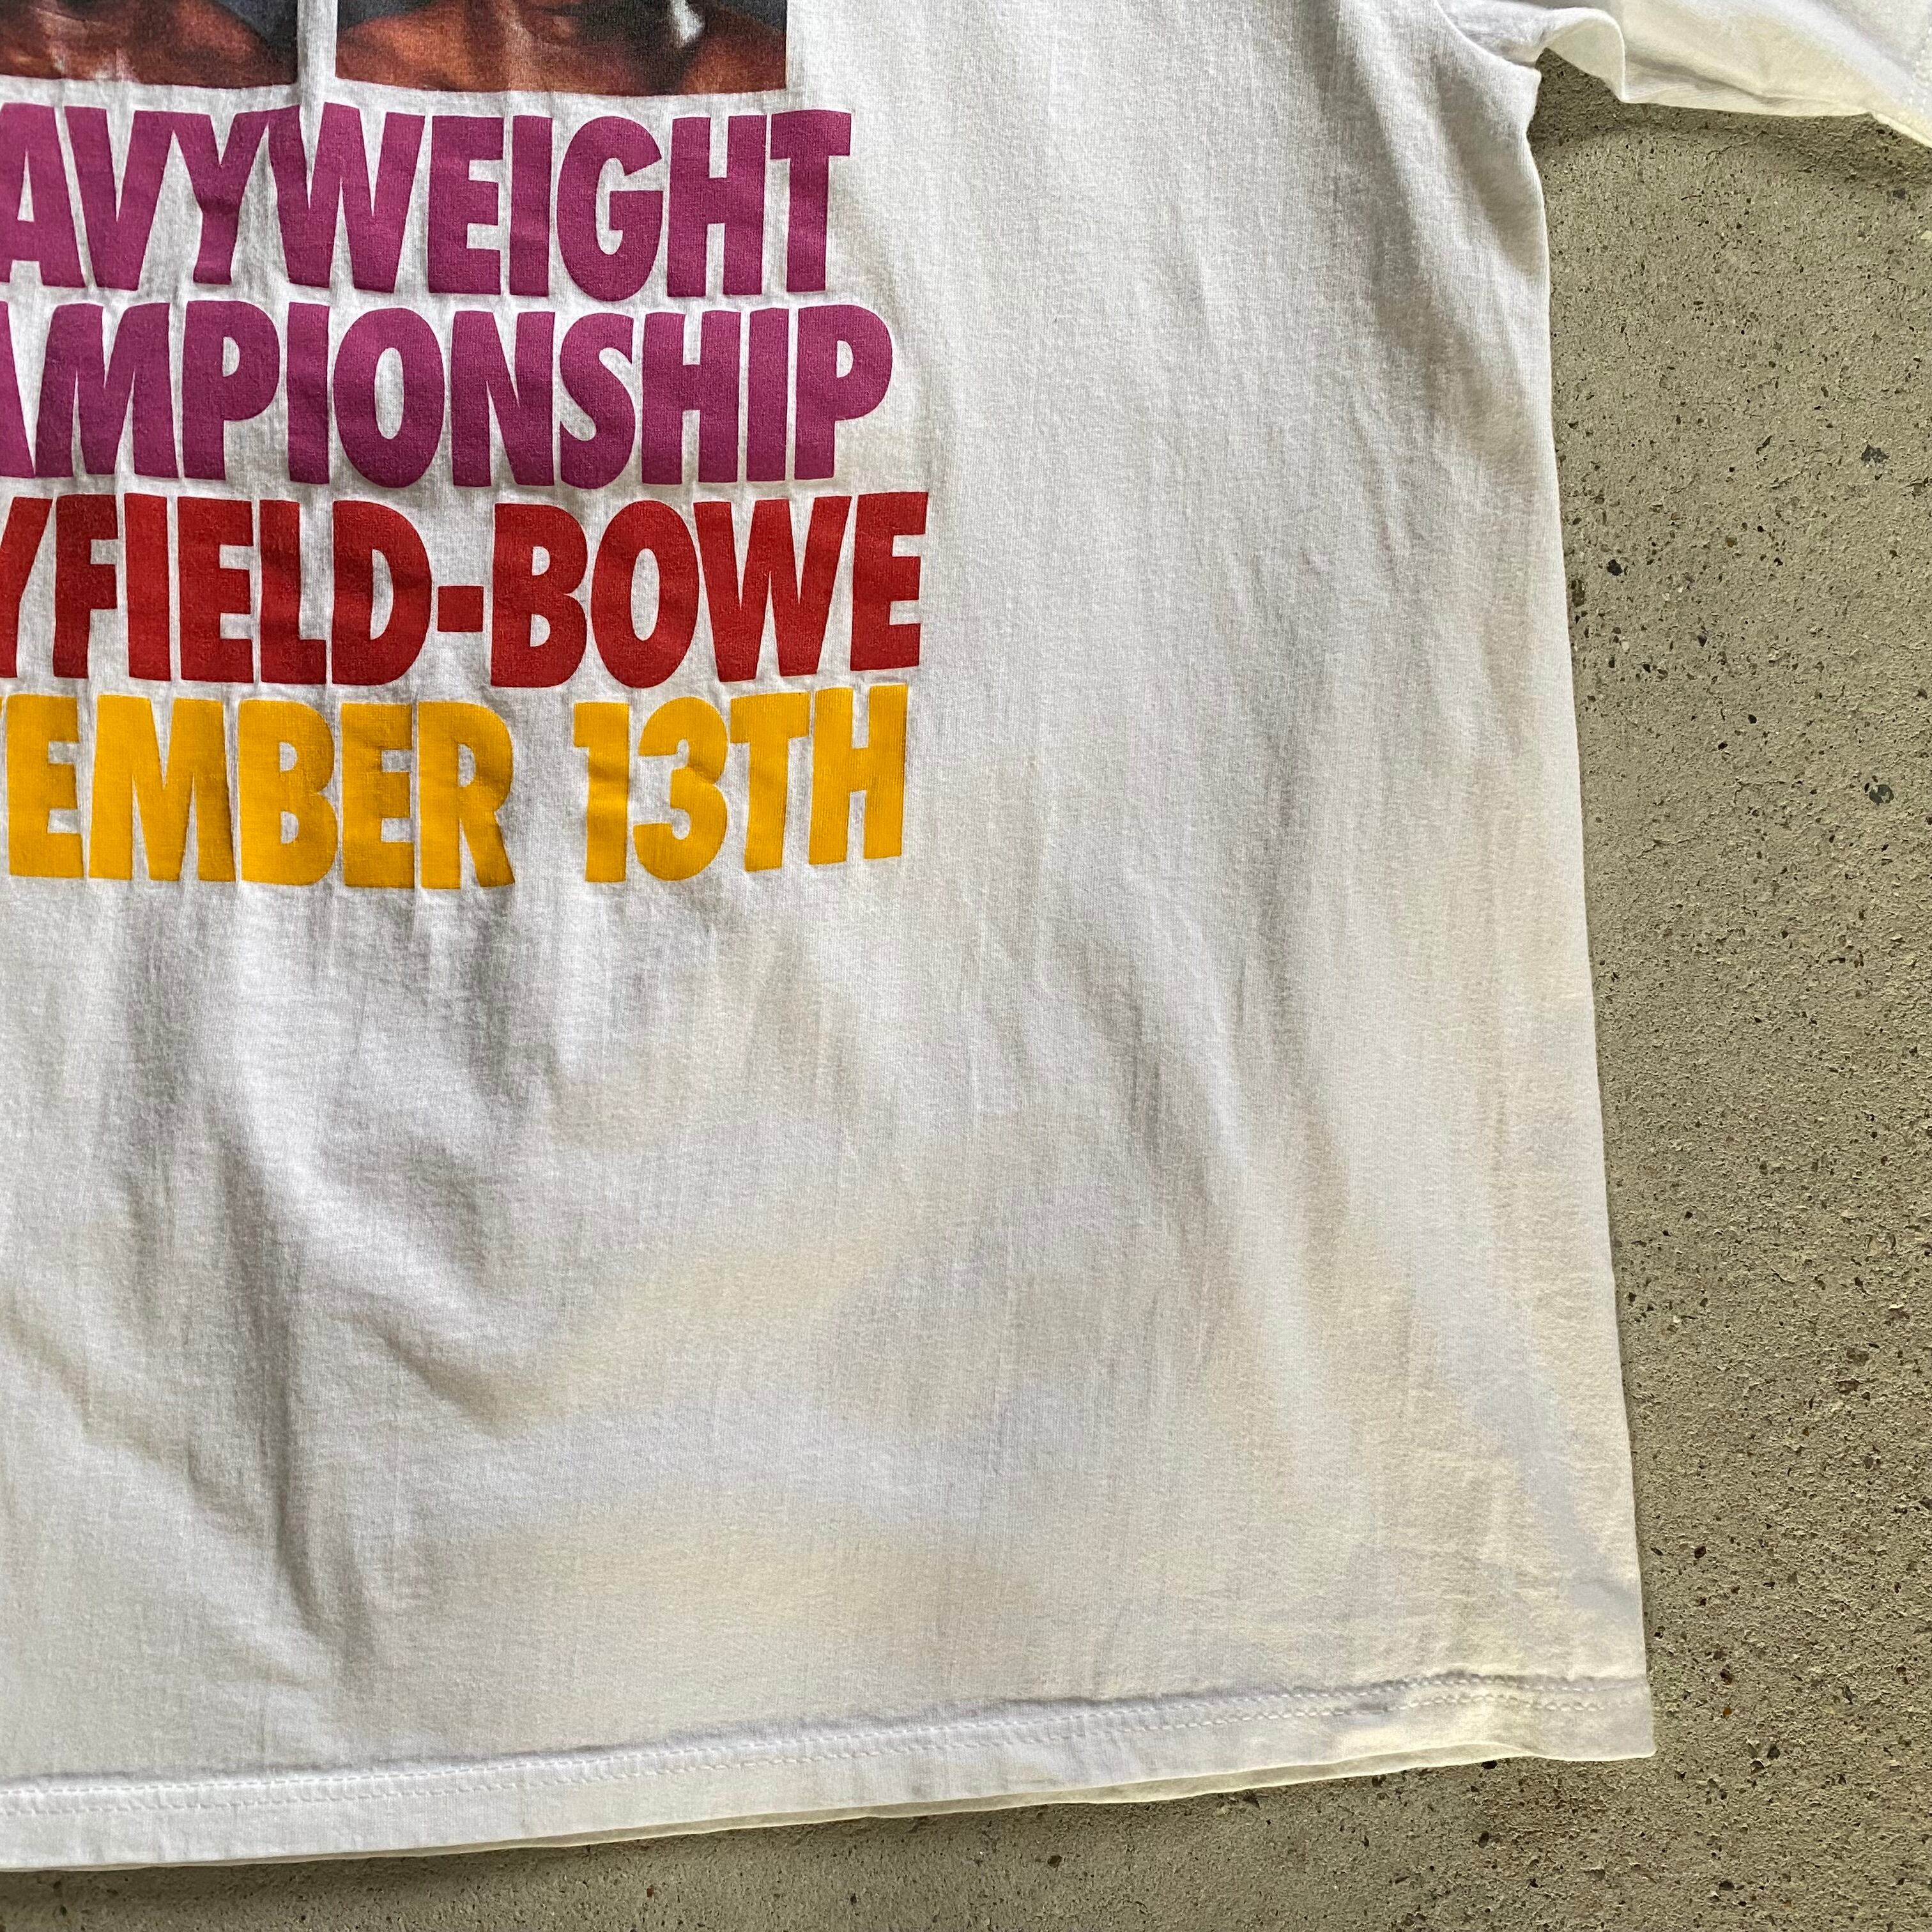 AVYWEIGHT
AMPIONSHIP
YFIELD-BOWE
EMBER 13TH